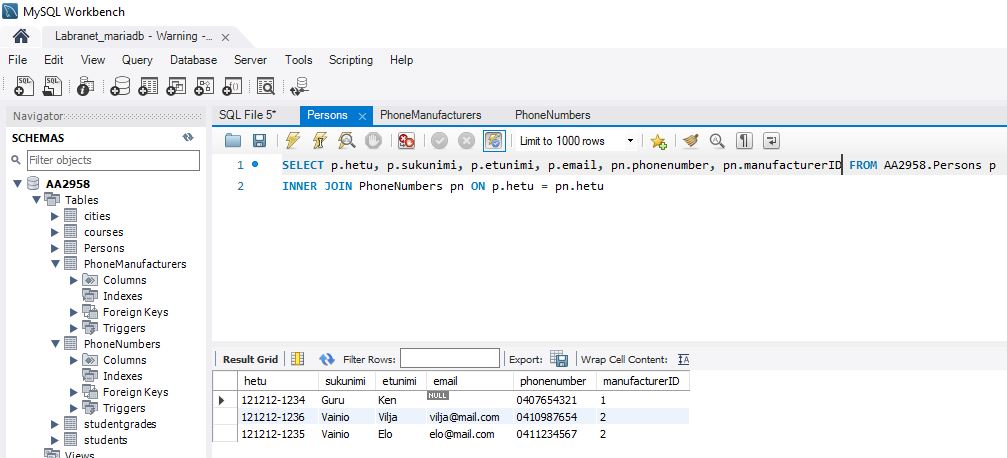 MySQL Workbench
Labranet_mariadb - Warning -...
File Edit View Query Database Server Tools Scripting Help
Navigator
SCHEMAS
Filter objects
AA2958
Tables
cities
courses
Persons
PhoneManufacturers
Columns
Indexes
Foreign Keys
Triggers
PhoneNumbers
Columns
Indexes
Foreign Keys
Triggers
studentgrades
students
Views
SQL File 5* Persons PhoneManufacturers PhoneNumbers
Limit to 1000 rows
1 SELECT p.hetu, p.sukunimi, p.etunimi, p.email, pn.phonenumber, pn.manufacturerID FROM AA2958.Persons p
2 INNER JOIN PhoneNumbers pn ON p.hetu = pn.hetu
Result Grid Filter Rows: Export: Wrap Cell Content:
hetu sukunimi etunimi email phonenumber manufacturerID
121212-1234 Guru Ken NULL 0407654321 1
121212-1236 Vainio Vilja vilja@mail.com 0410987654 2
121212-1235 Vainio Elo elo@mail.com 0411234567 2